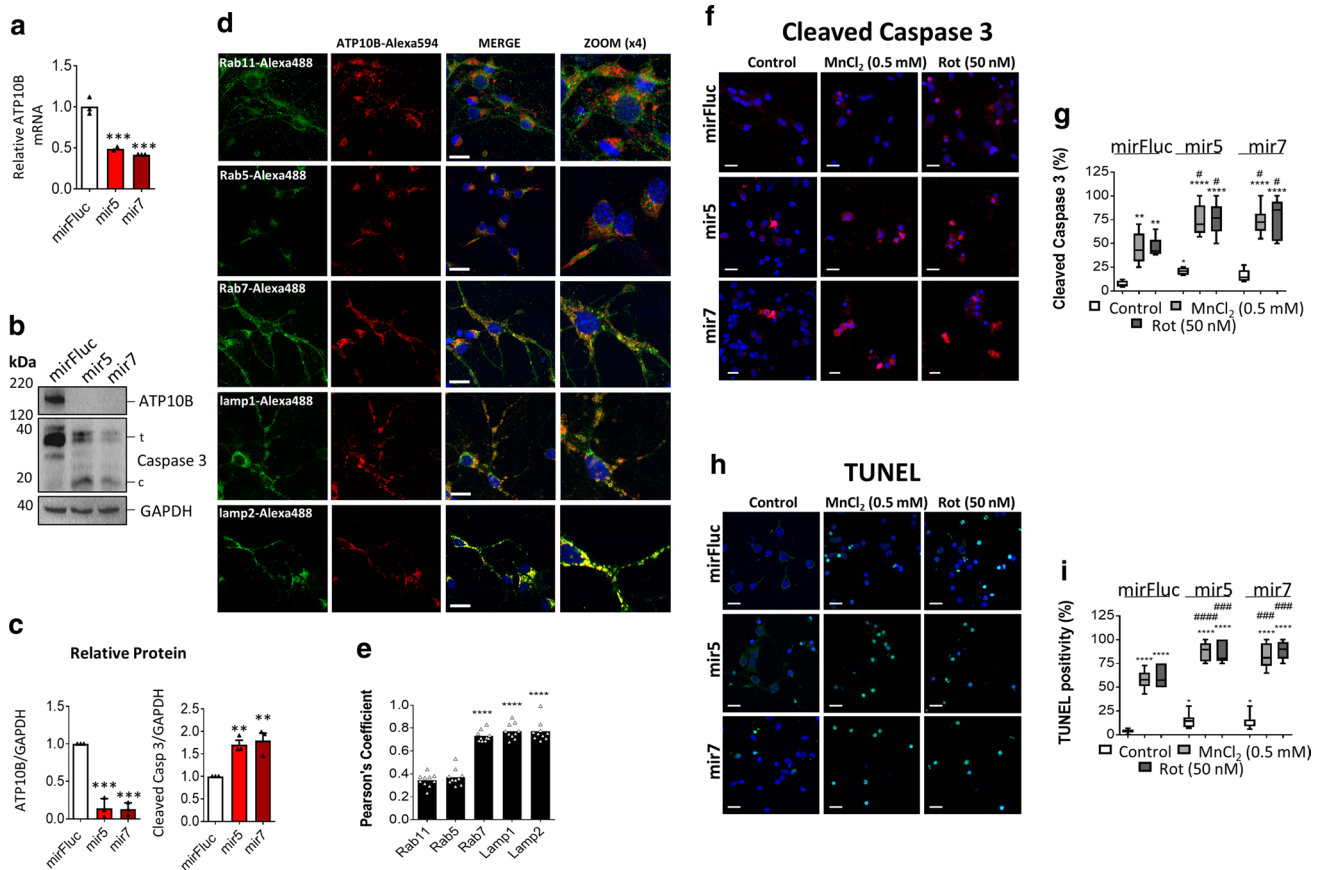 a
Relative ATP10B
mRNA
1.5
1.0
0.5
0.0
***
***
mirFluc
mir5
mir7
b
kDa
mirFluc
mir5
mir7
220
120
40
20
40
ATP10B
t
Caspase 3
c
GAPDH
c
Relative Protein
ATP10B/GAPDH
1.5
1.0
0.5
0.0
***
***
mirFluc
mir5
mir7
Cleaved Casp 3/GAPDH
2.5
2.0
1.5
1.0
0.5
0.0
**
**
mirFluc
mir5
mir7
d
ATP10B-Alexa594
MERGE
ZOOM (x4)
Rab11-Alexa488
Rab5-Alexa488
Rab7-Alexa488
lamp1-Alexa488
lamp2-Alexa488
e
Pearson's Coefficient
1.0
0.8
0.6
0.4
0.2
0.0
****
****
****
Rab11
Rab5
Rab7
Lamp1
Lamp2
f
Cleaved Caspase 3
Control
MnCl₂ (0.5 mM)
Rot (50 nM)
mirFluc
mir5
mir7
g
mirFluc
mir5
mir7
Cleaved Caspase 3 (%)
125
100
75
50
25
0
**
**
*
#
****
#
****
#
****
#
****
Control
MnCl₂ (0.5 mM)
Rot (50 nM)
h
TUNEL
Control
MnCl₂ (0.5 mM)
Rot (50 nM)
mirFluc
mir5
mir7
i
mirFluc
mir5
mir7
TUNEL positivity (%)
125
100
75
50
25
0
****
****
*
####
****
###
****
*
###
****
###
****
Control
MnCl₂ (0.5 mM)
Rot (50 nM)